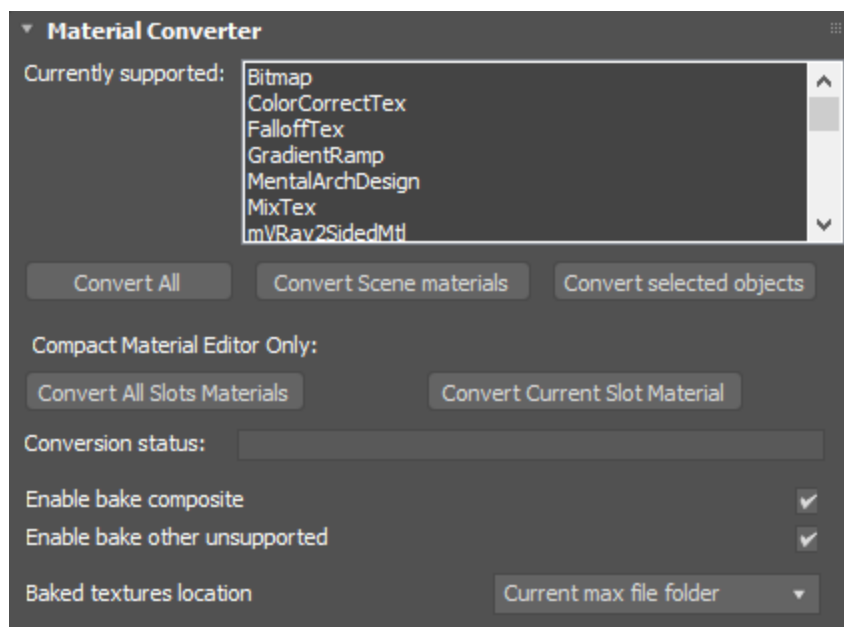 Material Converter
Currently supported:
Bitmap
ColorCorrectTex
FalloffTex
GradientRamp
MentalArchDesign
MixTex
mVRay2SidedMtl
Convert All
Convert Scene materials
Convert selected objects
Compact Material Editor Only:
Convert All Slots Materials
Convert Current Slot Material
Conversion status:
Enable bake composite
Enable bake other unsupported
Baked textures location
Current max file folder